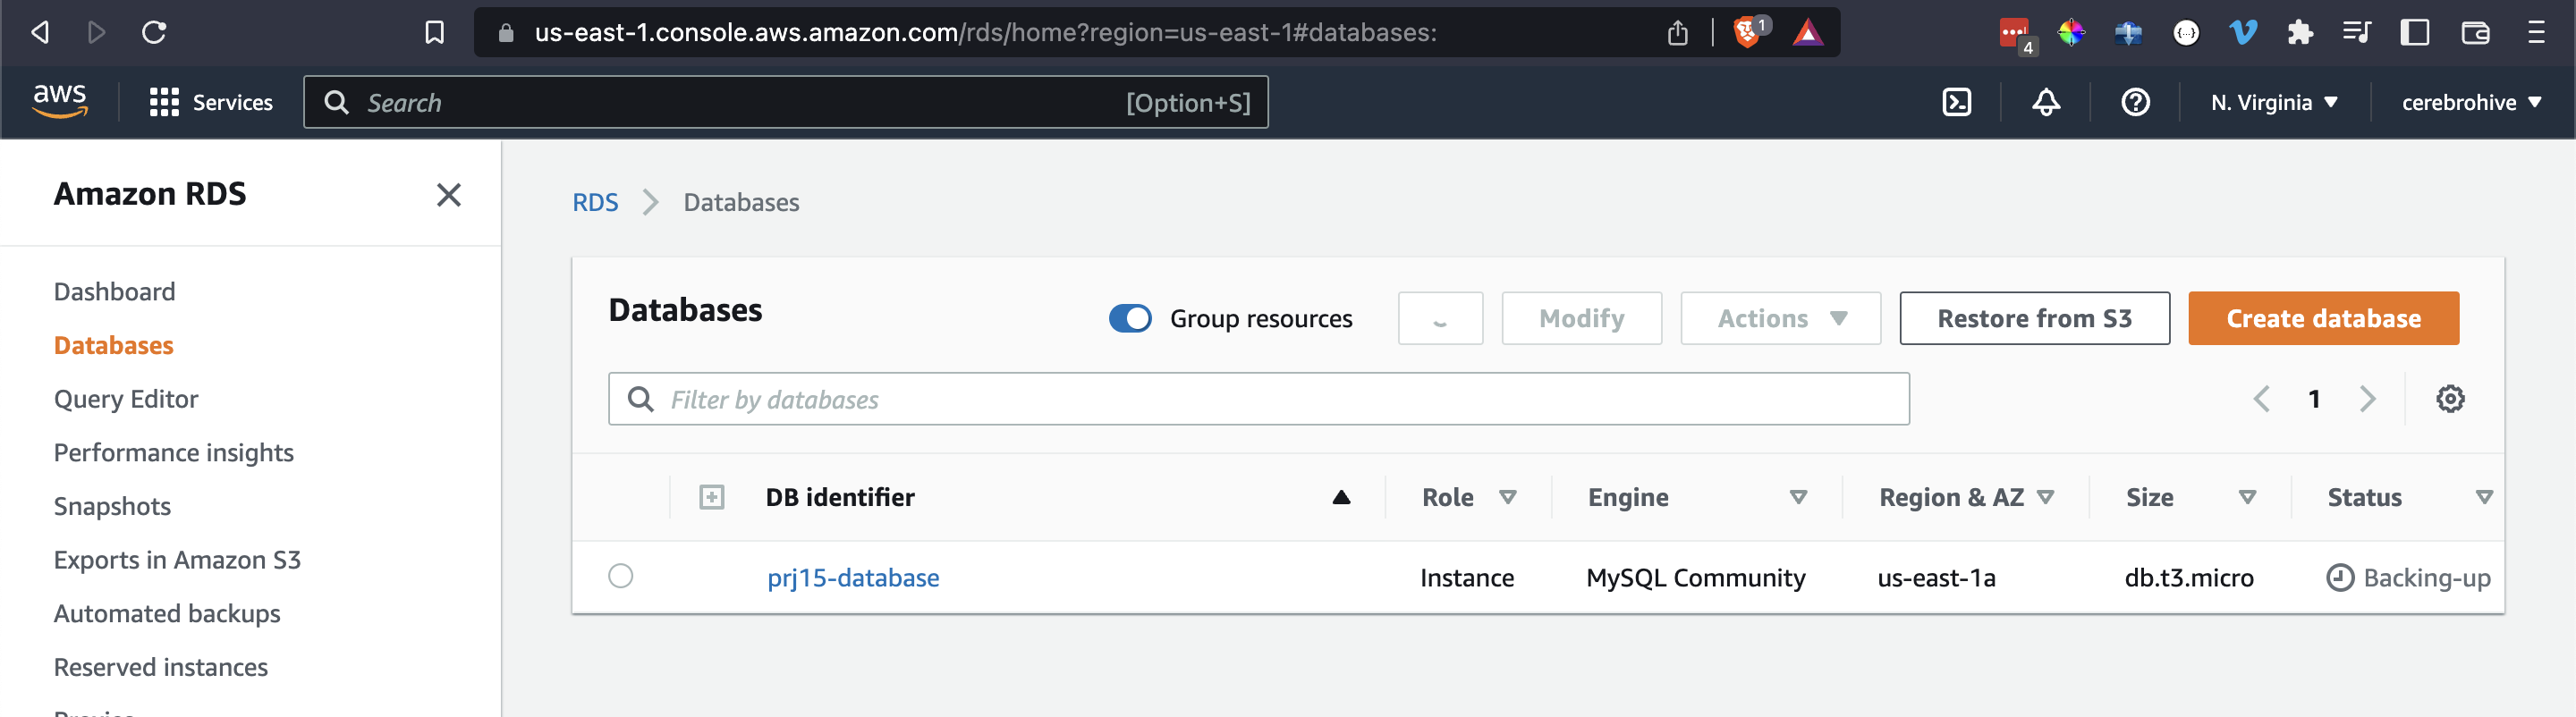 us-east-1.console.aws.amazon.com/rds/home?region=us-east-1#databases:
1
4
aws
Services
Search
[Option+S]
N. Virginia
cerebrohive
Amazon RDS
Dashboard
Databases
Query Editor
Performance insights
Snapshots
Exports in Amazon S3
Automated backups
Reserved instances
Proxies
RDS
Databases
Databases
Group resources
Modify
Actions
Restore from S3
Create database
Filter by databases
1
DB identifier
Role
Engine
Region & AZ
Size
Status
prj15-database
Instance
MySQL Community
us-east-1a
db.t3.micro
Backing-up